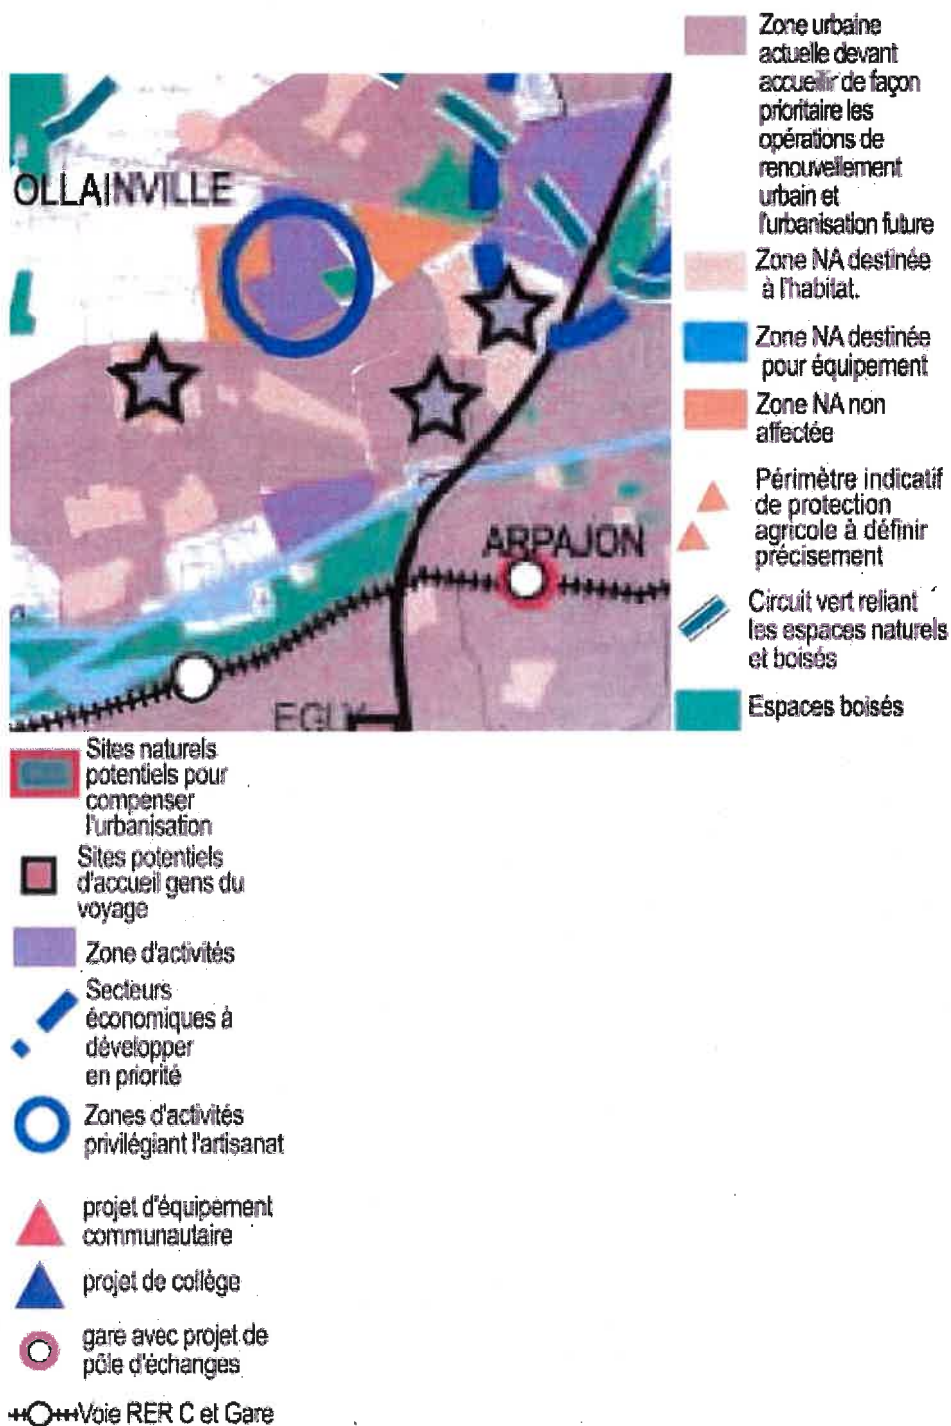 Zone urbaine
actuelle devant
accueillir de façon
prioritaire les
opérations de
renouvellement
urbain et
l'urbanisation future
Zone NA destinée
à l'habitat.
Zone NA destinée
pour équipement
Zone NA non
affectée
Périmètre indicatif
de protection
agricole à définir
précisement
Circuit vert reliant
les espaces naturels
et boisés
Espaces boisés
OLLAINVILLE
ARPAJON
EGLY
Sites naturels
potentiels pour
compenser
l'urbanisation
Sites potentiels
d'accueil gens du
voyage
Zone d'activités
Secteurs
économiques à
développer
en priorité
Zones d'activités
privilégiant l'artisanat
projet d'équipement
communautaire
projet de collège
gare avec projet de
pôle d'échanges
Voie RER C et Gare